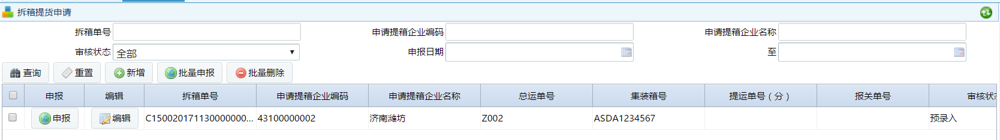 拆箱提货申请
拆箱单号 申请提箱企业编码 申请提箱企业名称
审核状态 全部 申报日期 至
查询 重置 新增 批量申报 批量删除
申报 编辑 拆箱单号 申请提箱企业编码 申请提箱企业名称 总运单号 集装箱号 提运单号（分） 报关单号 审核状
申报 编辑 C150020171130000000... 43100000002 济南潍坊 Z002 ASDA1234567 预录入